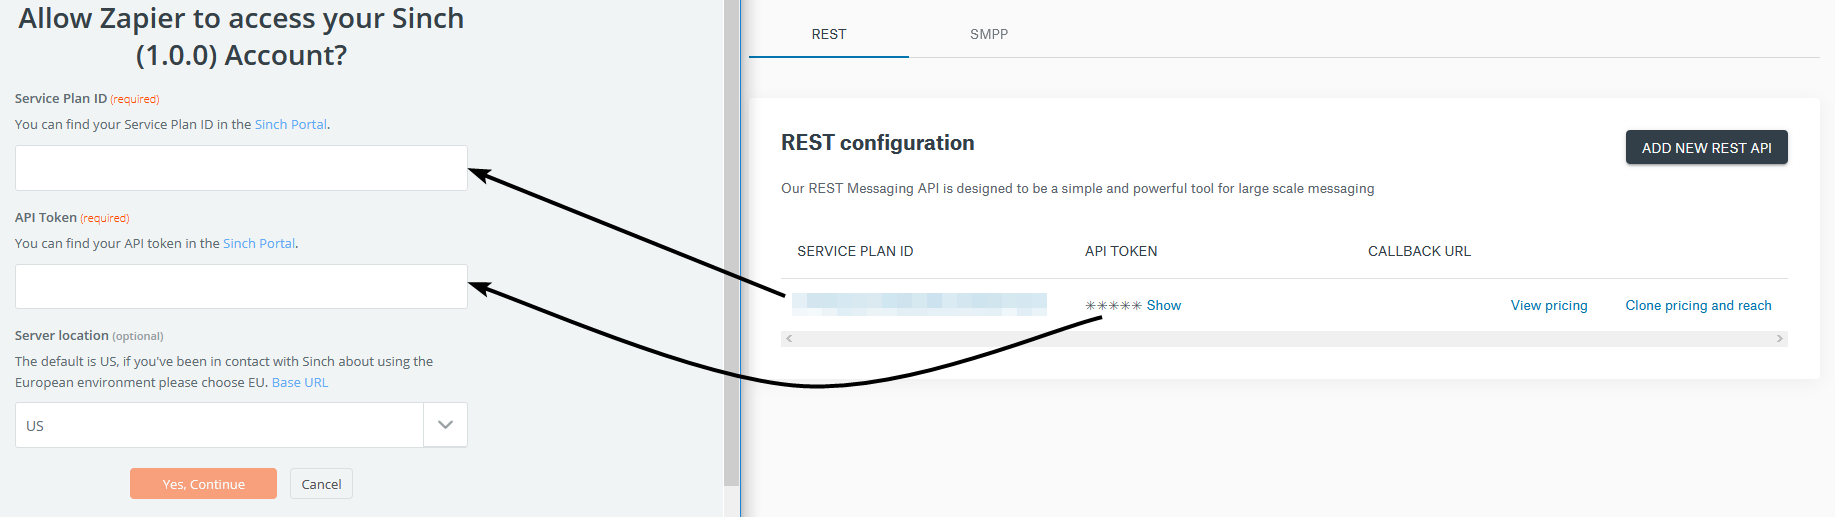 Allow Zapier to access your Sinch
(1.0.0) Account?
Service Plan ID (required)
You can find your Service Plan ID in the Sinch Portal.
API Token (required)
You can find your API token in the Sinch Portal.
Server location (optional)
The default is US, if you've been in contact with Sinch about using the
European environment please choose EU. Base URL
US
Yes, Continue
Cancel
REST
SMPP
REST configuration
ADD NEW REST API
Our REST Messaging API is designed to be a simple and powerful tool for large scale messaging
SERVICE PLAN ID
API TOKEN
CALLBACK URL
∗∗∗∗∗ Show
View pricing
Clone pricing and reach